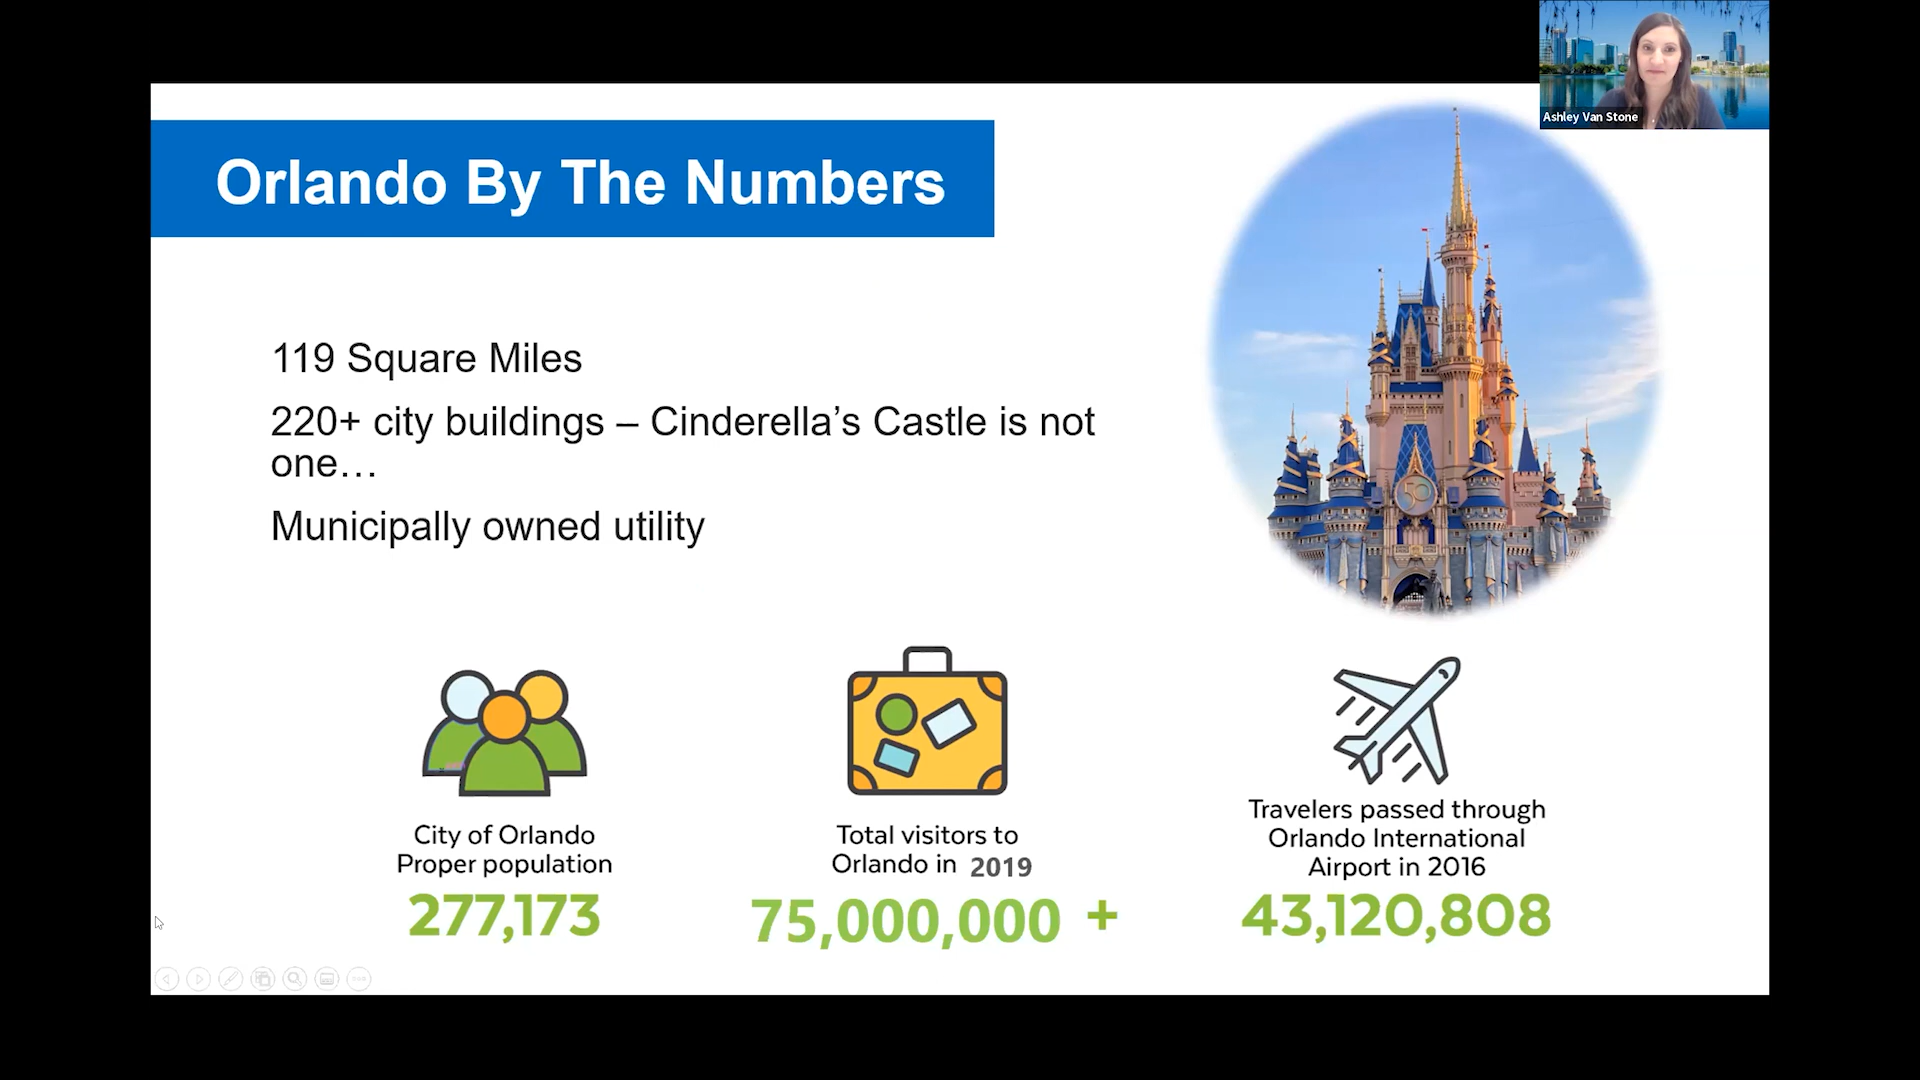 Ashley Van Stone
Orlando By The Numbers
119 Square Miles
220+ city buildings – Cinderella’s Castle is not
one…
Municipally owned utility
50
City of Orlando
Proper population
277,173
Total visitors to
Orlando in 2019
75,000,000 +
Travelers passed through
Orlando International
Airport in 2016
43,120,808